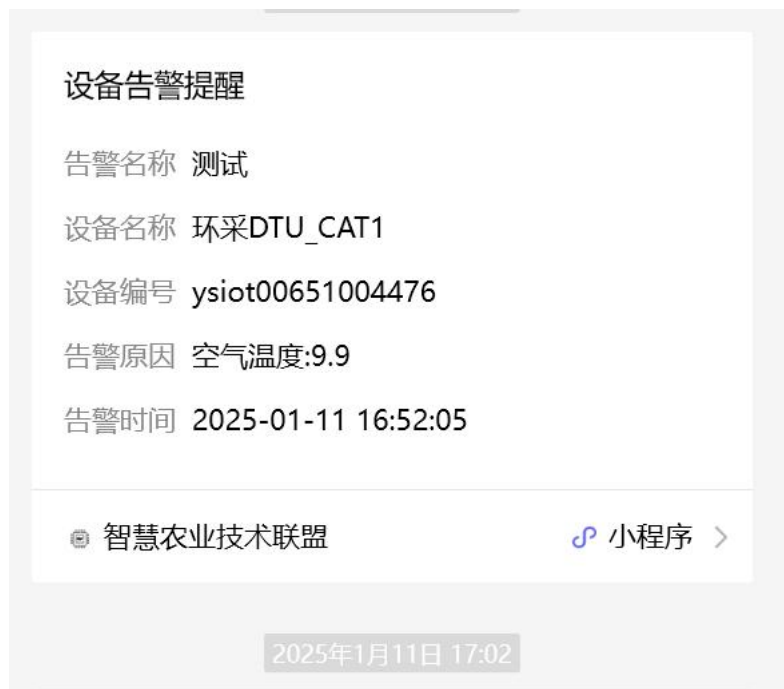 设备告警提醒
告警名称 测试
设备名称 环采DTU_CAT1
设备编号 ysiot00651004476
告警原因 空气温度:9.9
告警时间 2025-01-11 16:52:05
智慧农业技术联盟 小程序
2025年1月11日 17:02